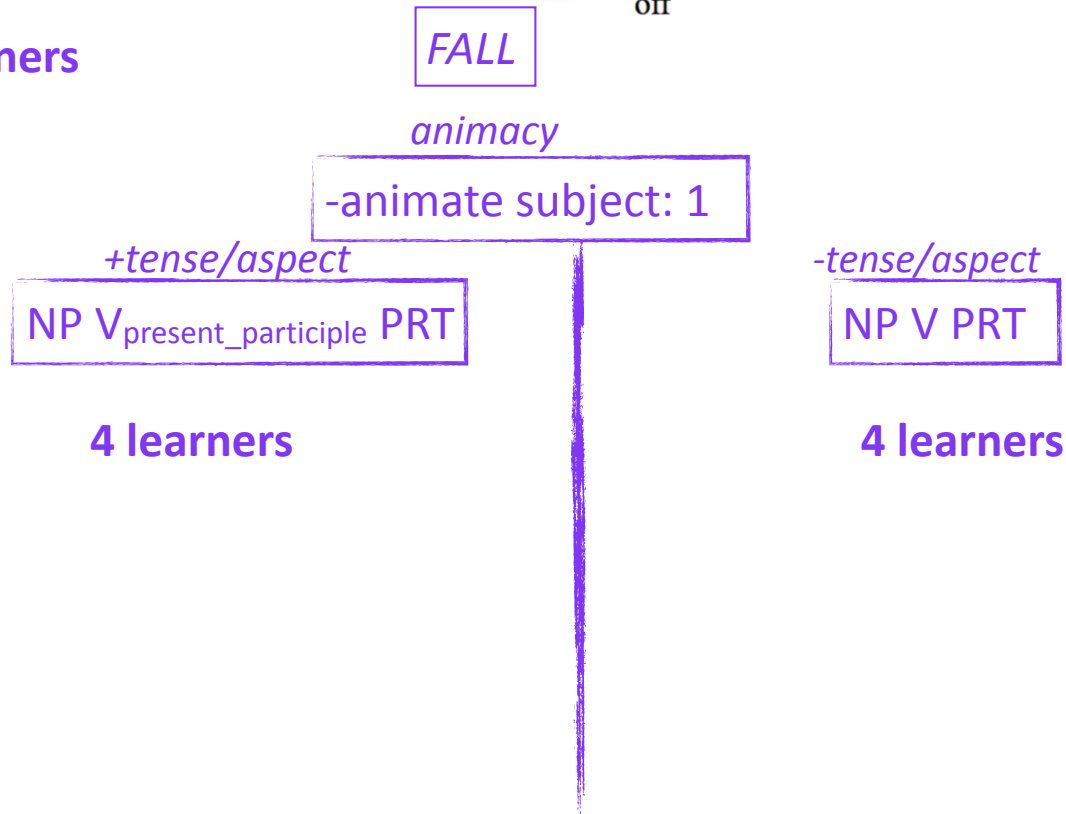 off
ners
FALL
animacy
-animate subject: 1
+tense/aspect
-tense/aspect
NP Vpresent_participle PRT
NP V PRT
4 learners
4 learners